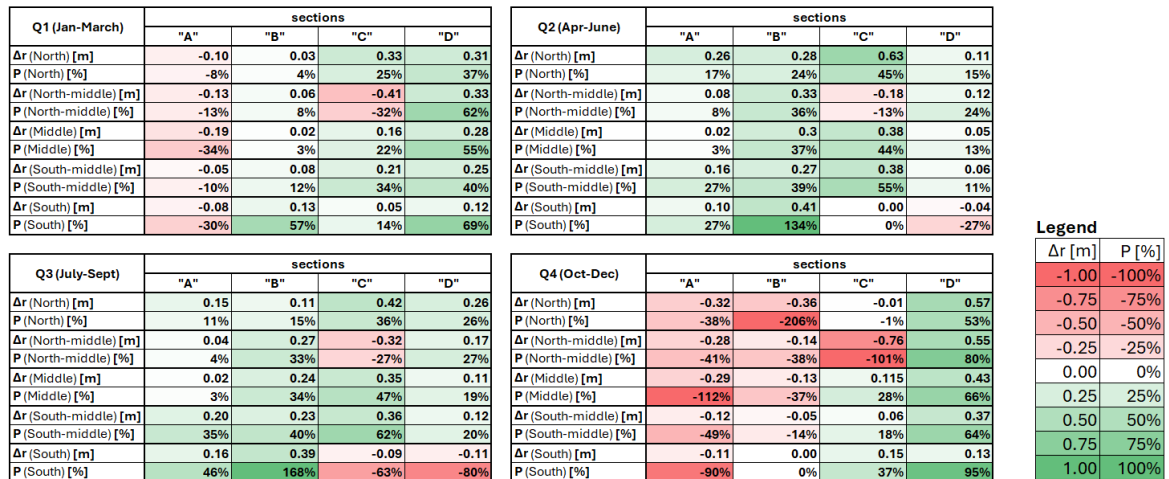 Q1 (Jan-March) sections
"A" "B" "C" "D"
Δr (North) [m] -0.10 0.03 0.33 0.31
P (North) [%] -8% 4% 25% 37%
Δr (North-middle) [m] -0.13 0.06 -0.41 0.33
P (North-middle) [%] -13% 8% -32% 62%
Δr (Middle) [m] -0.19 0.02 0.16 0.28
P (Middle) [%] -34% 3% 22% 55%
Δr (South-middle) [m] -0.05 0.08 0.21 0.25
P (South-middle) [%] -10% 12% 34% 40%
Δr (South) [m] -0.08 0.13 0.05 0.12
P (South) [%] -30% 57% 14% 69%
Q2 (Apr-June) sections
"A" "B" "C" "D"
Δr (North) [m] 0.26 0.28 0.63 0.11
P (North) [%] 17% 24% 45% 15%
Δr (North-middle) [m] 0.08 0.33 -0.18 0.12
P (North-middle) [%] 8% 36% -13% 24%
Δr (Middle) [m] 0.02 0.3 0.38 0.05
P (Middle) [%] 3% 37% 44% 13%
Δr (South-middle) [m] 0.16 0.27 0.38 0.06
P (South-middle) [%] 27% 39% 55% 11%
Δr (South) [m] 0.10 0.41 0.00 -0.04
P (South) [%] 27% 134% 0% -27%
Q3 (July-Sept) sections
"A" "B" "C" "D"
Δr (North) [m] 0.15 0.11 0.42 0.26
P (North) [%] 11% 15% 36% 26%
Δr (North-middle) [m] 0.04 0.27 -0.32 0.17
P (North-middle) [%] 4% 33% -27% 27%
Δr (Middle) [m] 0.02 0.24 0.35 0.11
P (Middle) [%] 3% 34% 47% 19%
Δr (South-middle) [m] 0.20 0.23 0.36 0.12
P (South-middle) [%] 35% 40% 62% 20%
Δr (South) [m] 0.16 0.39 -0.09 -0.11
P (South) [%] 46% 168% -63% -80%
Q4 (Oct-Dec) sections
"A" "B" "C" "D"
Δr (North) [m] -0.32 -0.36 -0.01 0.57
P (North) [%] -38% -206% -1% 53%
Δr (North-middle) [m] -0.28 -0.14 -0.76 0.55
P (North-middle) [%] -41% -38% -101% 80%
Δr (Middle) [m] -0.29 -0.13 0.115 0.43
P (Middle) [%] -112% -37% 28% 66%
Δr (South-middle) [m] -0.12 -0.05 0.06 0.37
P (South-middle) [%] -49% -14% 18% 64%
Δr (South) [m] -0.11 0.00 0.15 0.13
P (South) [%] -90% 0% 37% 95%
Legend
Δr [m] P [%]
-1.00 -100%
-0.75 -75%
-0.50 -50%
-0.25 -25%
0.00 0%
0.25 25%
0.50 50%
0.75 75%
1.00 100%